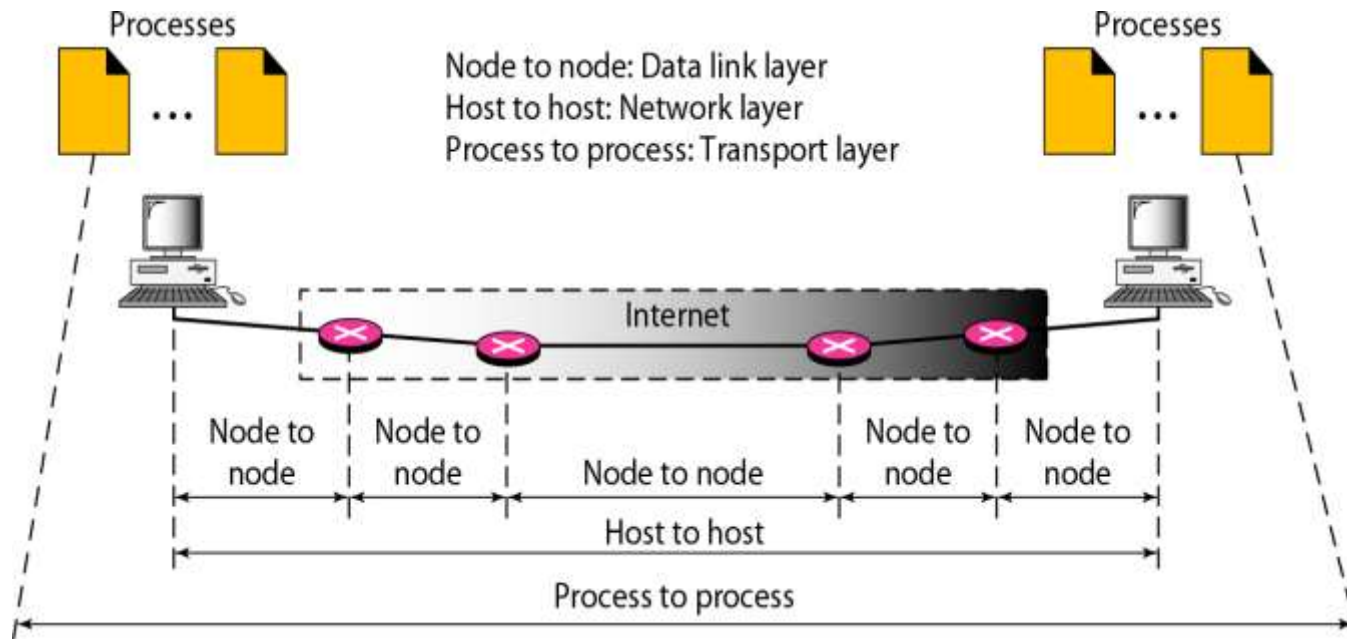 Processes
Processes
Node to node: Data link layer
Host to host: Network layer
Process to process: Transport layer
Internet
Node to
node
Node to
node
Node to node
Node to
node
Node to
node
Host to host
Process to process